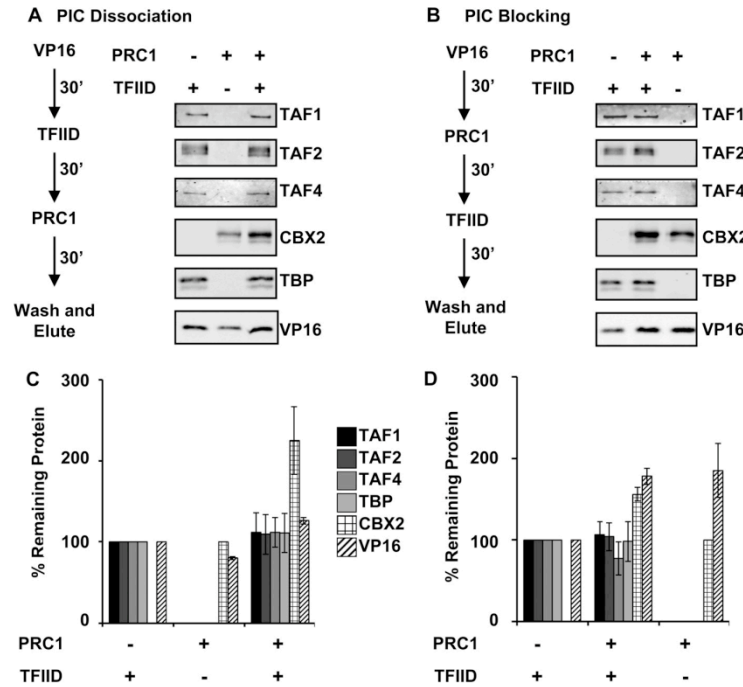 A PIC Dissociation
VP16
30'
TFIID
30'
PRC1
30'
Wash and
Elute
PRC1 - + +
TFIID + - +
TAF1
TAF2
TAF4
CBX2
TBP
VP16
B PIC Blocking
VP16
30'
PRC1
30'
TFIID
30'
Wash and
Elute
PRC1 - + +
TFIID + + -
TAF1
TAF2
TAF4
CBX2
TBP
VP16
C
% Remaining Protein
300
200
100
0
PRC1 - + +
TFIID + - +
TAF1
TAF2
TAF4
TBP
CBX2
VP16
D
% Remaining Protein
300
200
100
0
PRC1 - + +
TFIID + + -